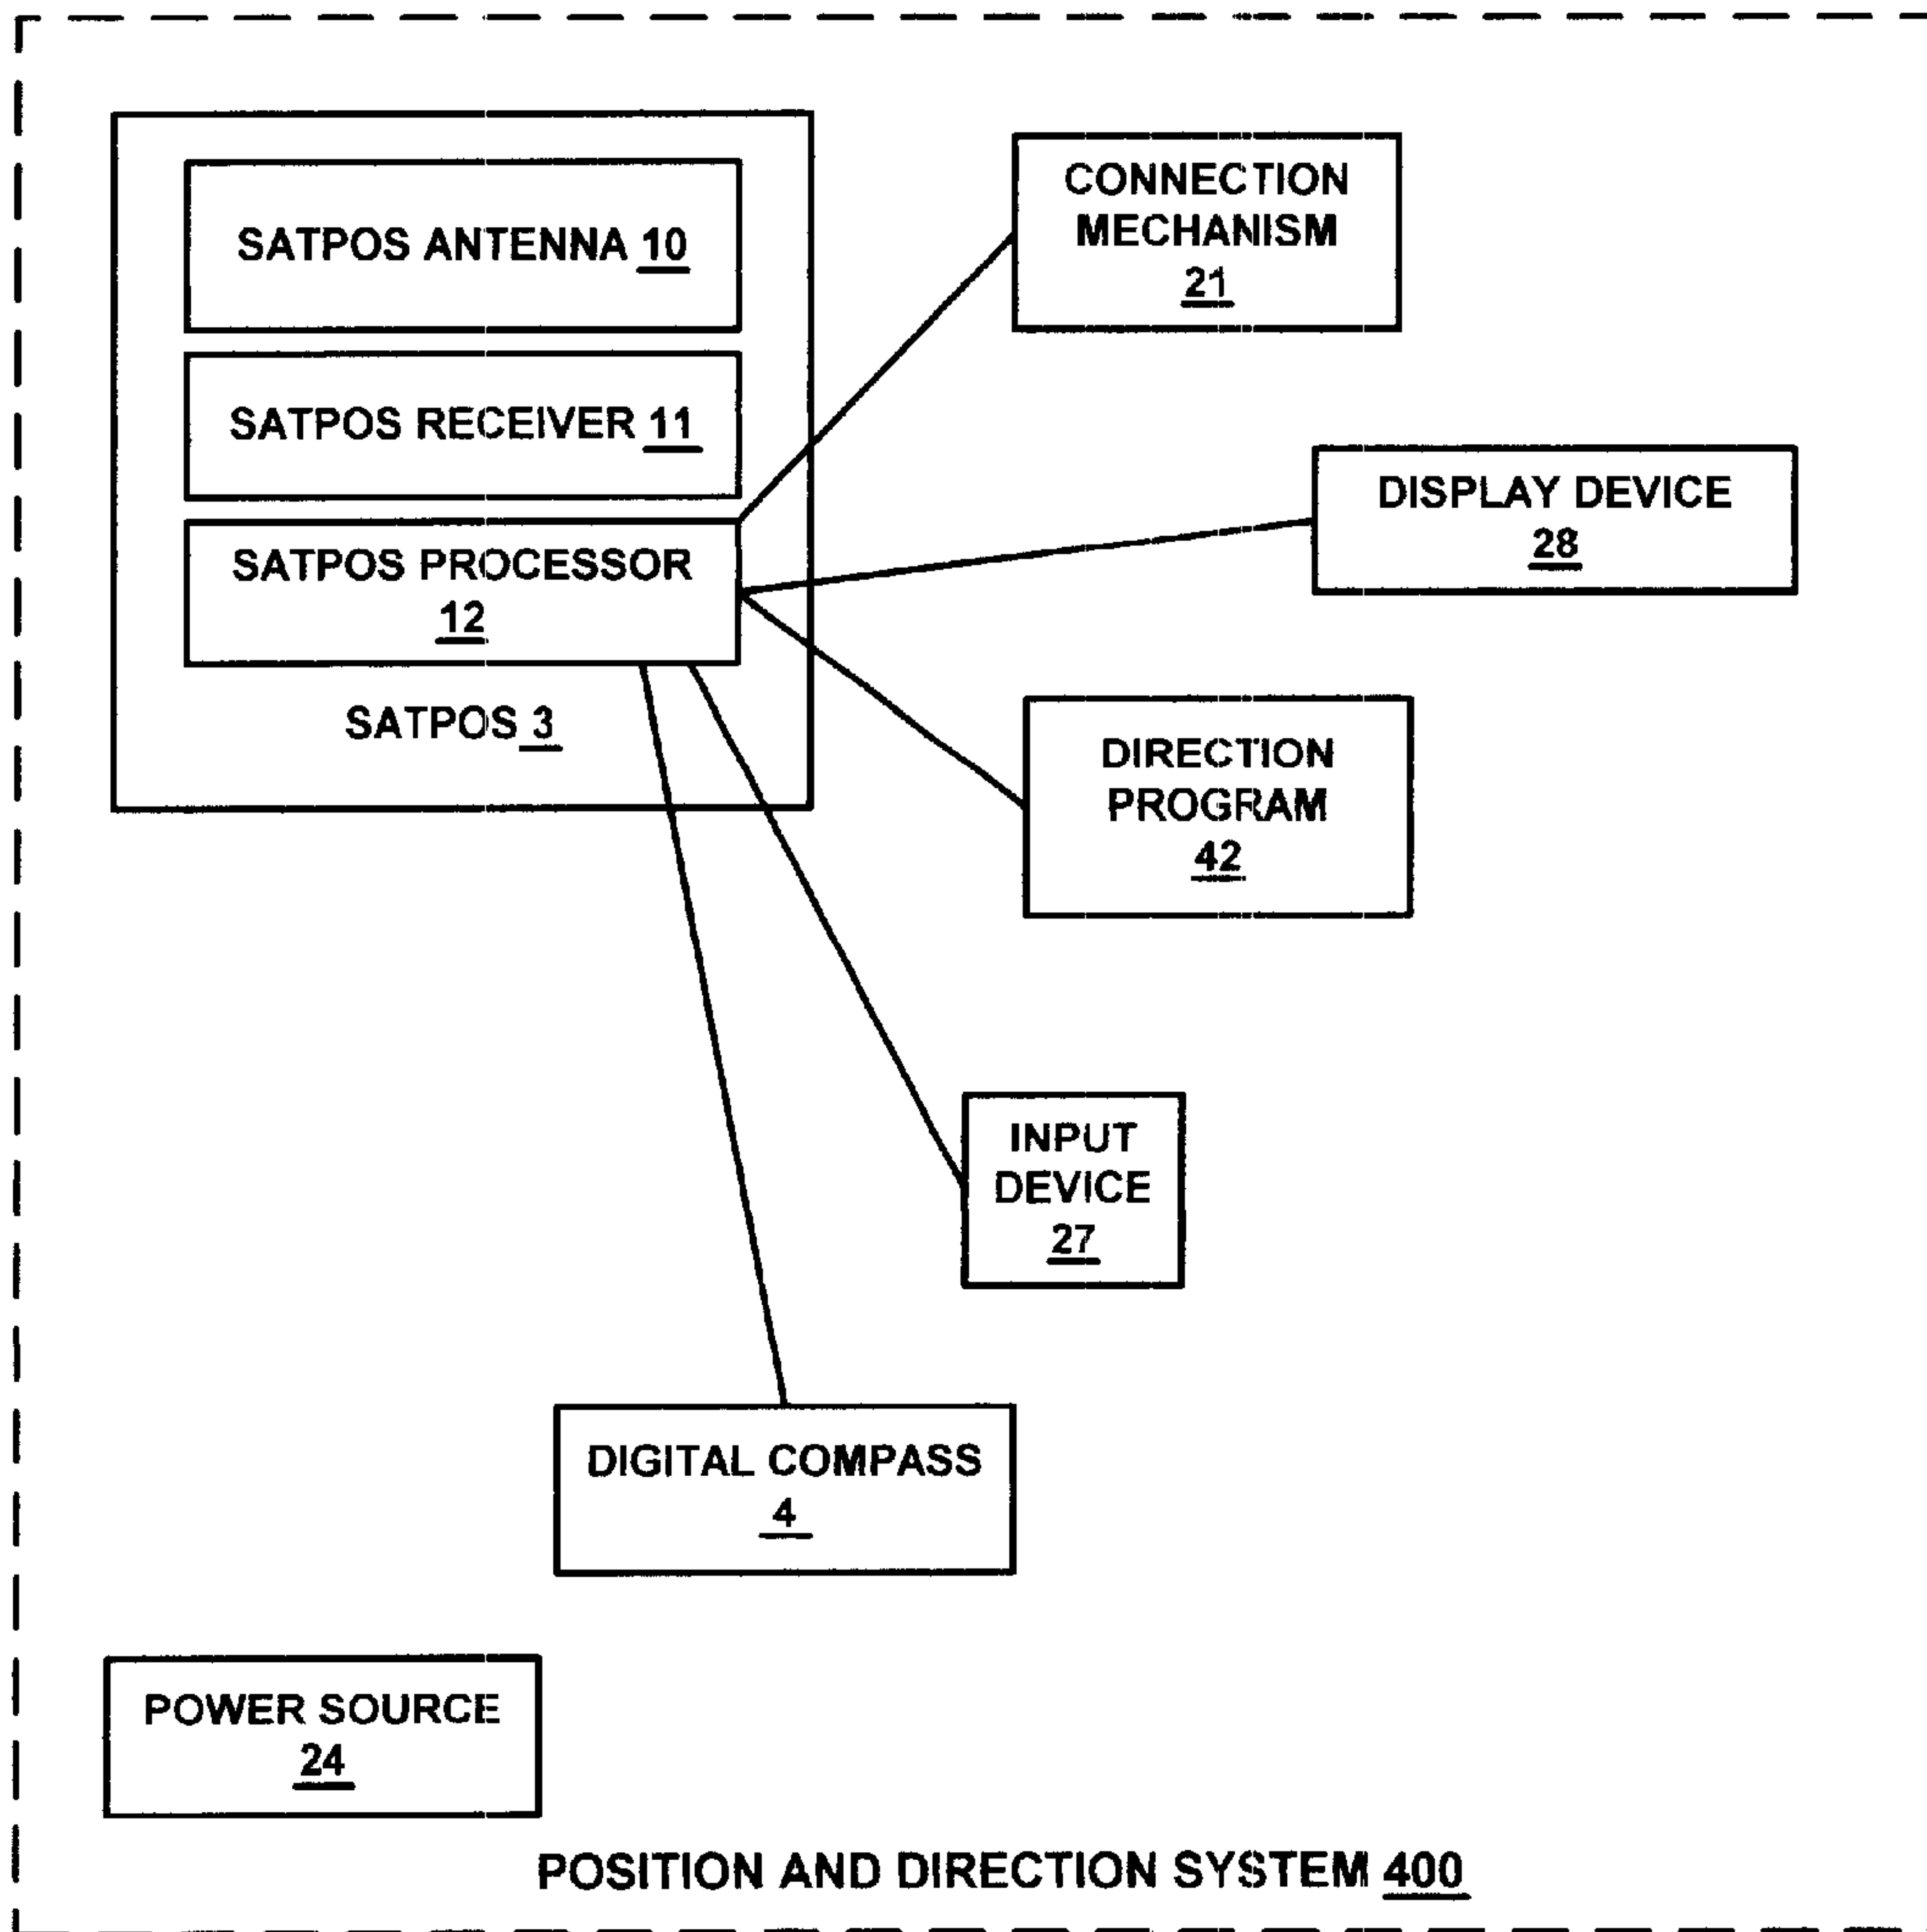 SATPOS ANTENNA 10
SATPOS RECEIVER 11
SATPOS PROCESSOR
12
SATPOS 3
CONNECTION
MECHANISM
21
DISPLAY DEVICE
28
DIRECTION
PROGRAM
42
INPUT
DEVICE
27
DIGITAL COMPASS
4
POWER SOURCE
24
POSITION AND DIRECTION SYSTEM 400